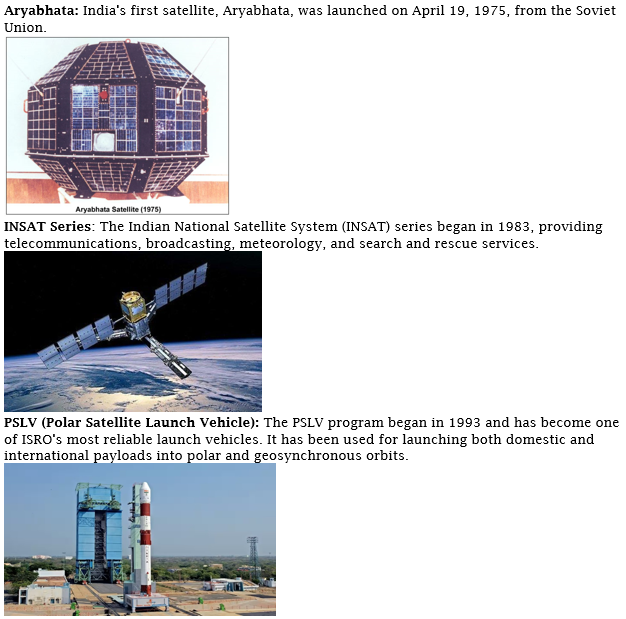 Aryabhata: India's first satellite, Aryabhata, was launched on April 19, 1975, from the Soviet
Union.
Aryabhata Satellite (1975)
INSAT Series: The Indian National Satellite System (INSAT) series began in 1983, providing
telecommunications, broadcasting, meteorology, and search and rescue services.
PSLV (Polar Satellite Launch Vehicle): The PSLV program began in 1993 and has become one
of ISRO's most reliable launch vehicles. It has been used for launching both domestic and
international payloads into polar and geosynchronous orbits.